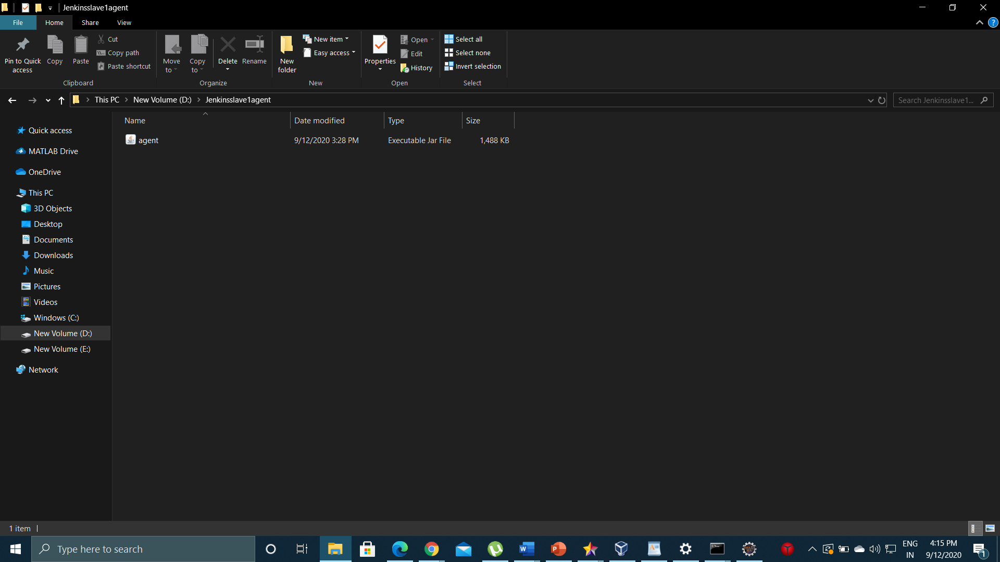 Jenkinsslave1agent
File
Home
Share
View
Pin to Quick access
Copy
Paste
Cut
Copy path
Paste shortcut
Clipboard
Move to
Copy to
Delete
Rename
Organize
New folder
New item
Easy access
New
Properties
Open
Edit
History
Open
Select all
Select none
Invert selection
Select
This PC
New Volume (D:)
Jenkinsslave1agent
Search Jenkinsslave1...
Name
Date modified
Type
Size
agent
9/12/2020 3:28 PM
Executable Jar File
1,488 KB
Quick access
MATLAB Drive
OneDrive
This PC
3D Objects
Desktop
Documents
Downloads
Music
Pictures
Videos
Windows (C:)
New Volume (D:)
New Volume (E:)
Network
1 item
Type here to search
ENG
IN
4:15 PM
9/12/2020
1